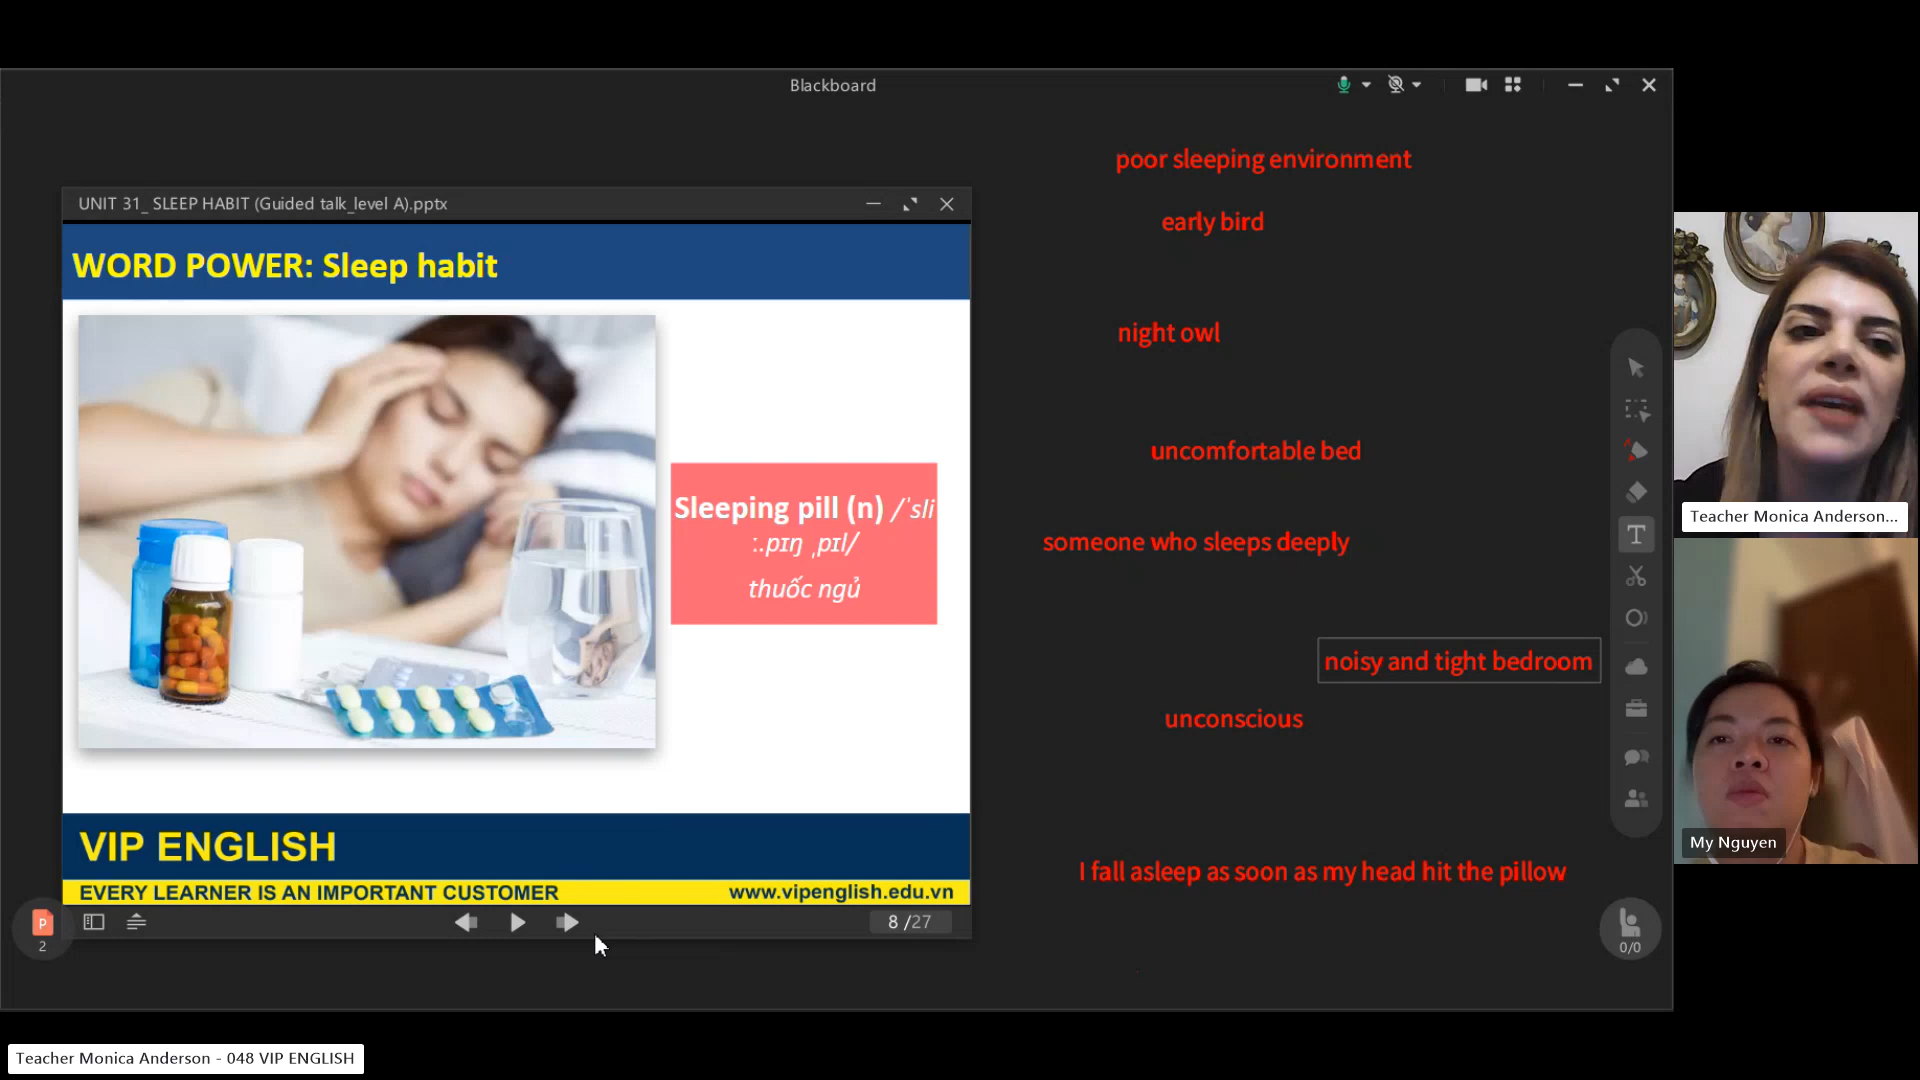 Blackboard
UNIT 31_ SLEEP HABIT (Guided talk_level A).pptx
WORD POWER: Sleep habit
Sleeping pill (n) /ˈsli
ː.pɪŋ ˌpɪl/
thuốc ngủ
VIP ENGLISH
EVERY LEARNER IS AN IMPORTANT CUSTOMER
www.vipenglish.edu.vn
P
2
8 /27
poor sleeping environment
early bird
night owl
uncomfortable bed
someone who sleeps deeply
noisy and tight bedroom
unconscious
I fall asleep as soon as my head hit the pillow
T
0/0
Teacher Monica Anderson...
My Nguyen
Teacher Monica Anderson - 048 VIP ENGLISH